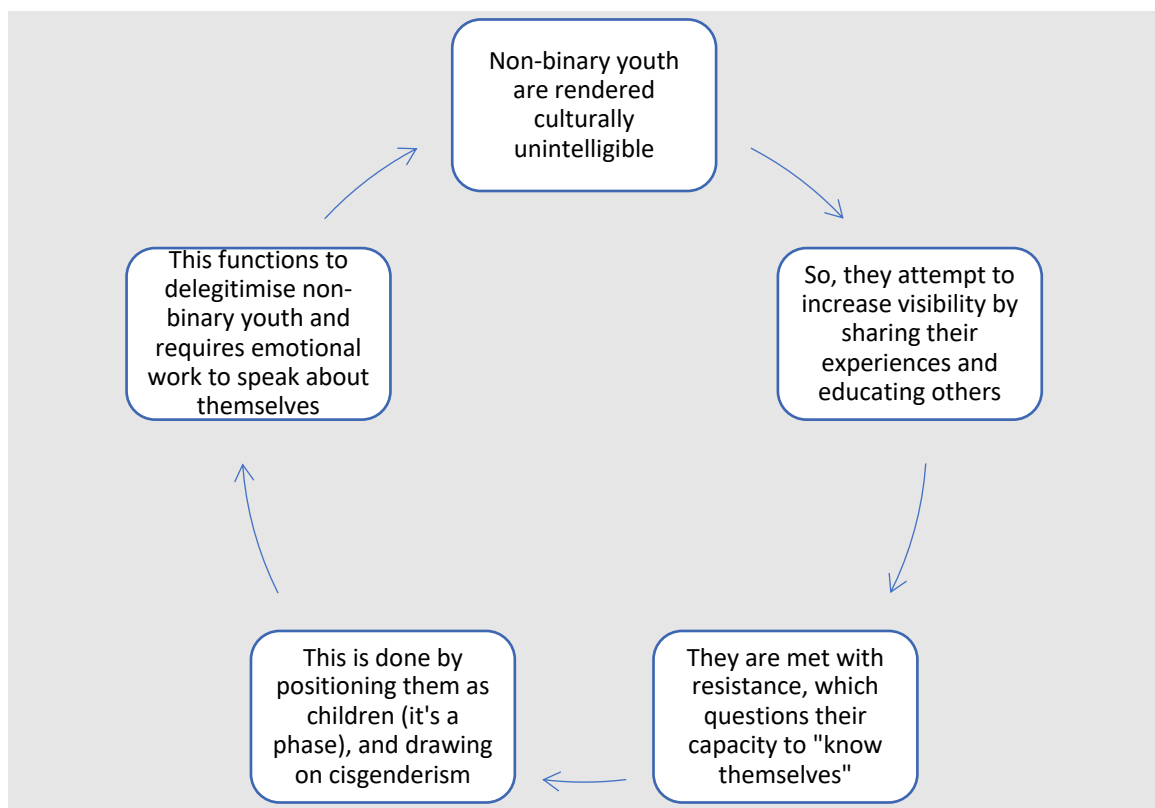 Non-binary youth
are rendered
culturally
unintelligible
So, they attempt to
increase visibility by
sharing their
experiences and
educating others
They are met with
resistance, which
questions their
capacity to "know
themselves"
This is done by
positioning them as
children (it's a
phase), and drawing
on cisgenderism
This functions to
delegitimise non-
binary youth and
requires emotional
work to speak about
themselves